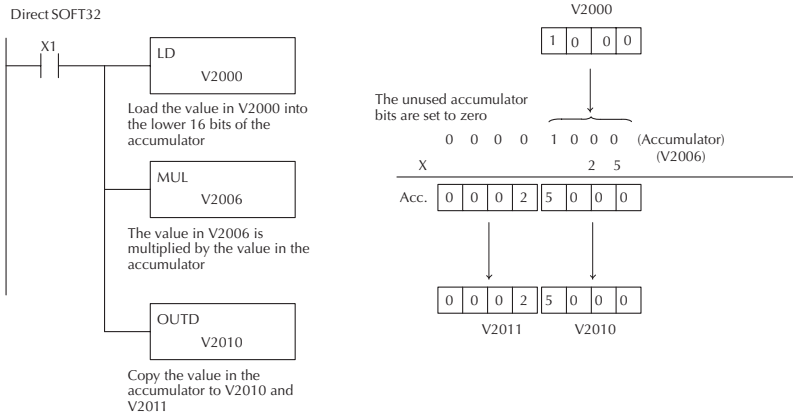 Direct SOFT32
X1
LD
V2000
Load the value in V2000 into
the lower 16 bits of the
accumulator
MUL
V2006
The value in V2006 is
multiplied by the value in the
accumulator
OUTD
V2010
Copy the value in the
accumulator to V2010 and
V2011
V2000
1 0 0 0
The unused accumulator
bits are set to zero
0 0 0 0 1 0 0 0 (Accumulator)
(V2006)
X 2 5
Acc. 0 0 0 2 5 0 0 0
0 0 0 2 5 0 0 0
V2011 V2010